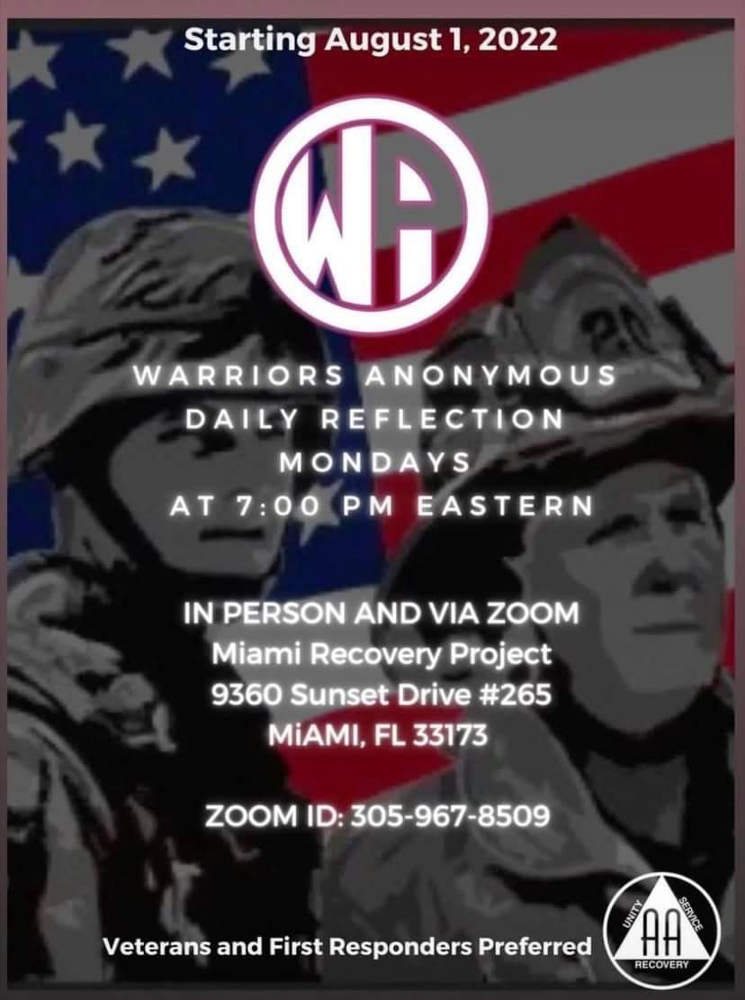 Starting August 1, 2022
WA
WARRIORS ANONYMOUS
DAILY REFLECTION
MONDAYS
AT 7:00 PM EASTERN
20
IN PERSON AND VIA ZOOM
Miami Recovery Project
9360 Sunset Drive #265
MiAMI, FL 33173
ZOOM ID: 305-967-8509
Veterans and First Responders Preferred
UNITY
SERVICE
AA
RECOVERY